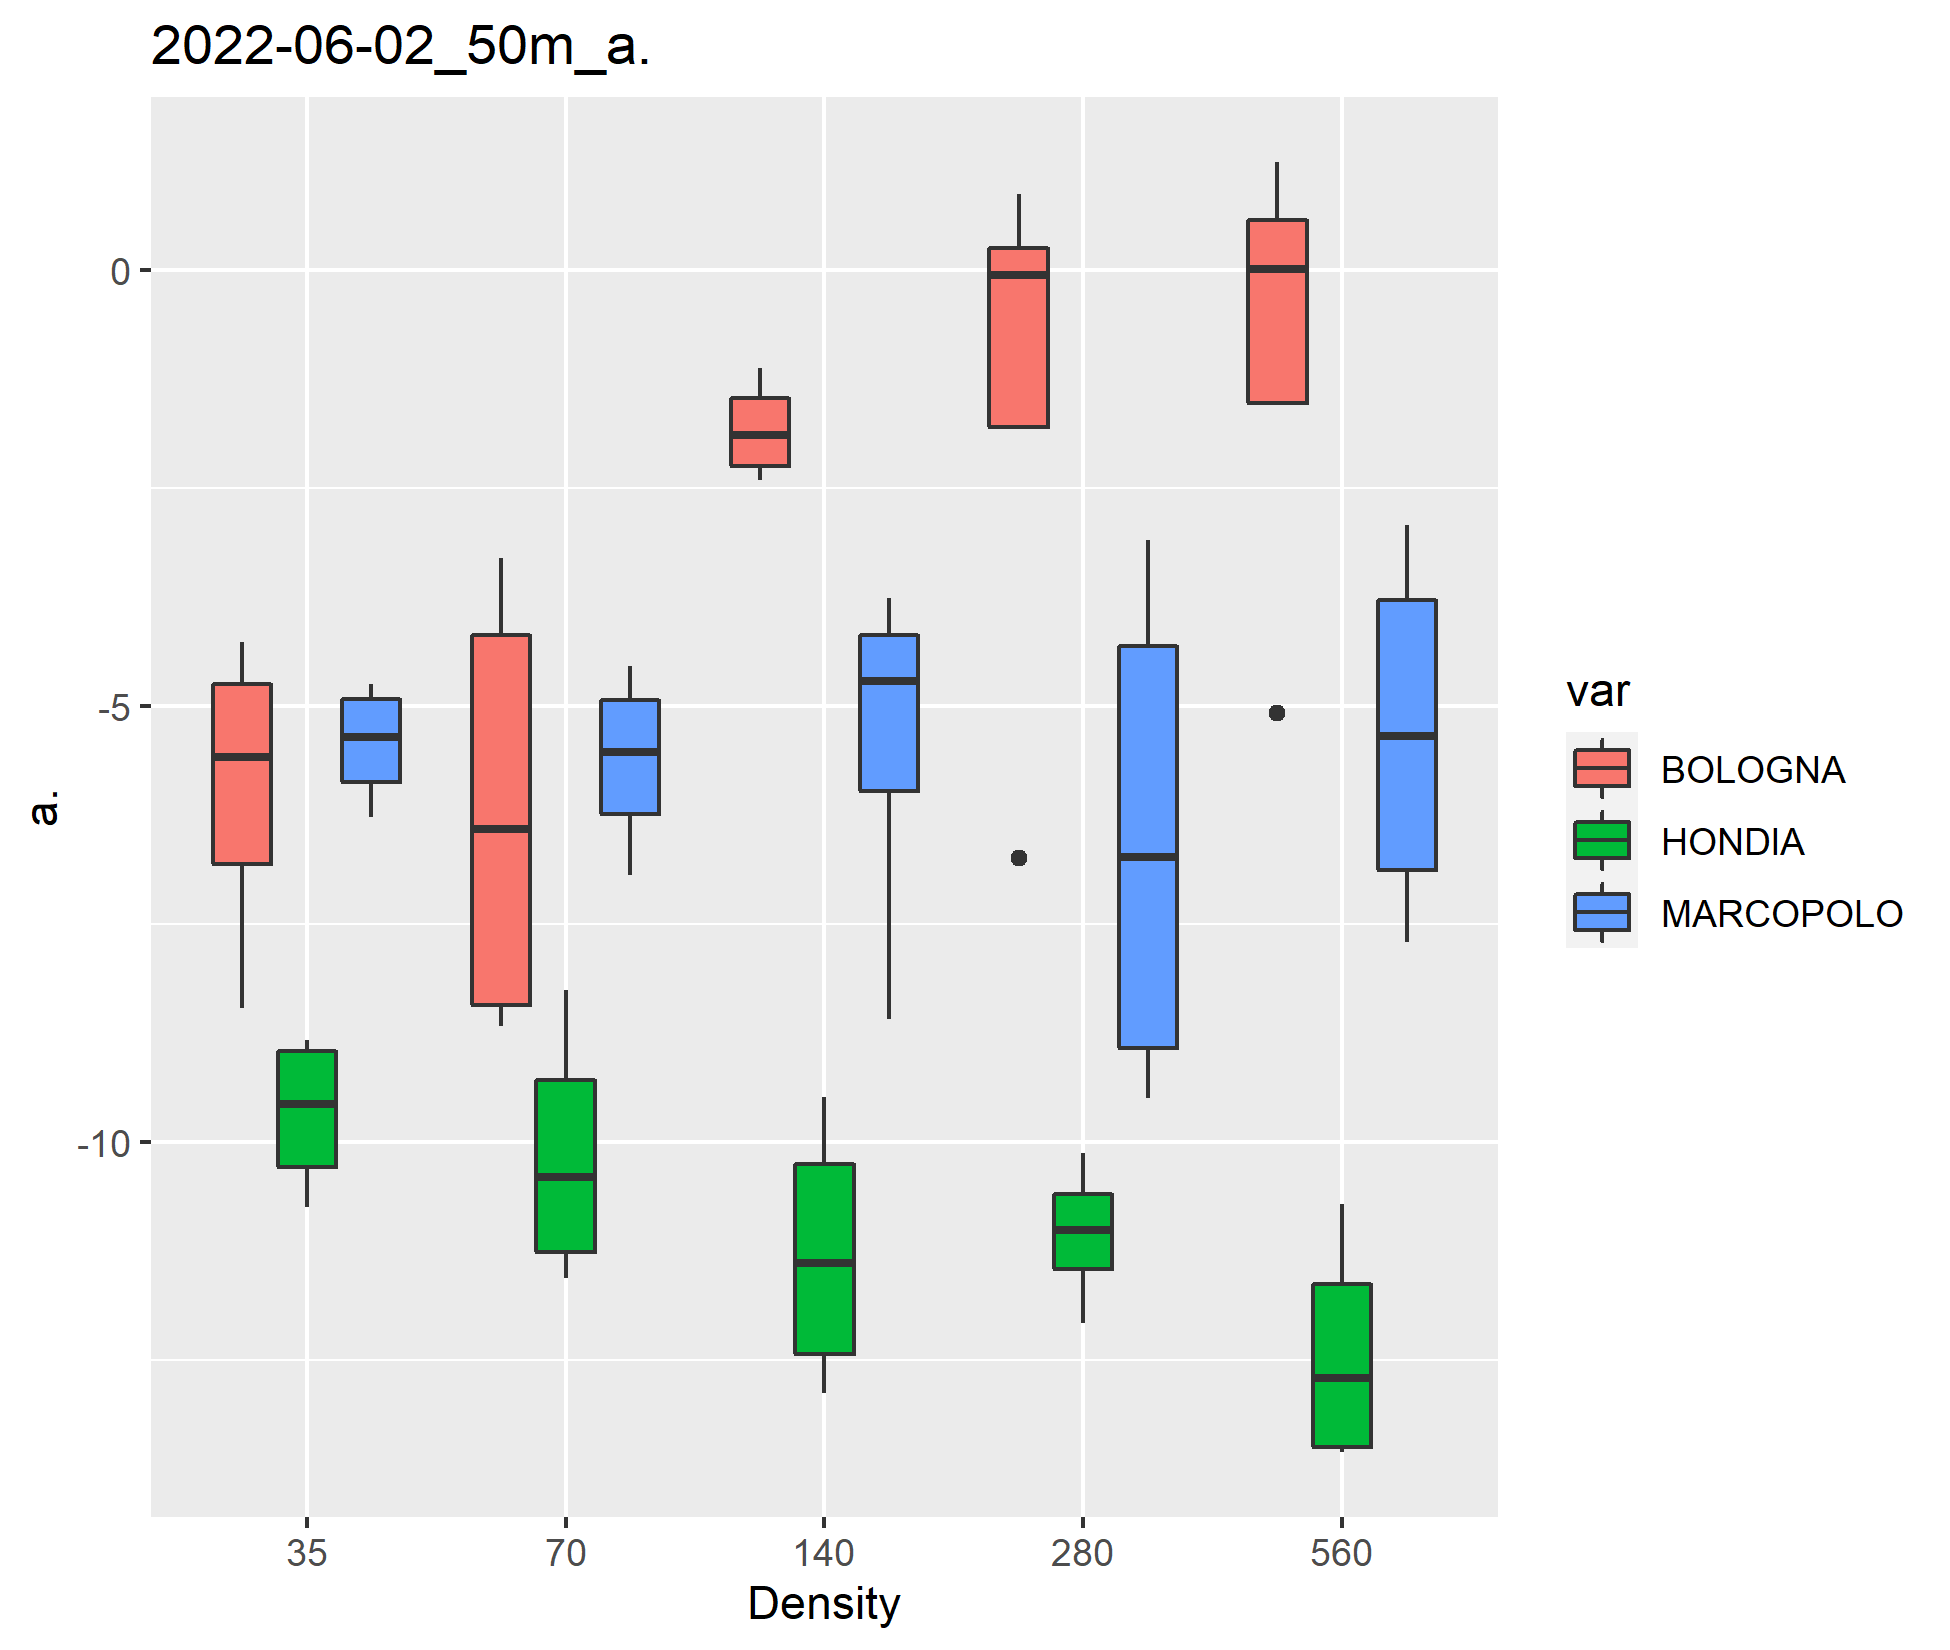 2022-06-02_50m_a.
0
-5
-10
a.
35 70 140 280 560
Density
var
BOLOGNA
HONDIA
MARCOPOLO